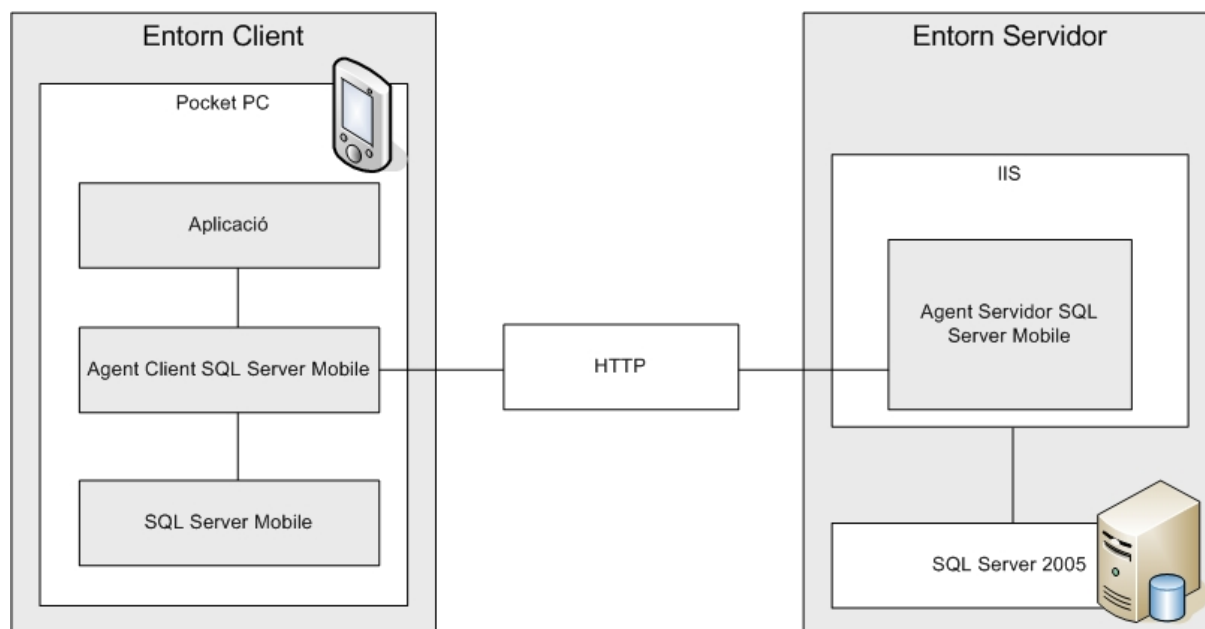 Entorn Client
Pocket PC
Aplicació
Agent Client SQL Server Mobile
SQL Server Mobile
HTTP
Entorn Servidor
IIS
Agent Servidor SQL
Server Mobile
SQL Server 2005